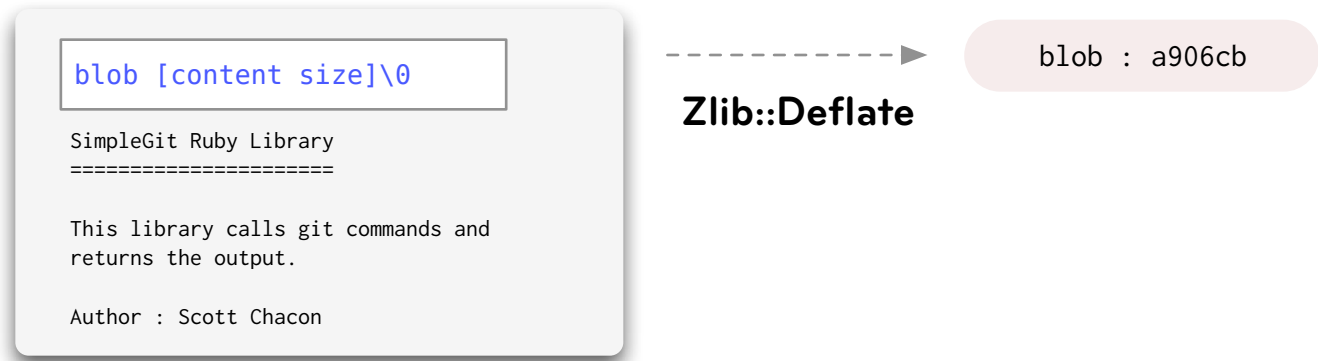 blob [content size]\0
SimpleGit Ruby Library
======================
This library calls git commands and
returns the output.
Author : Scott Chacon
Zlib::Deflate
blob : a906cb